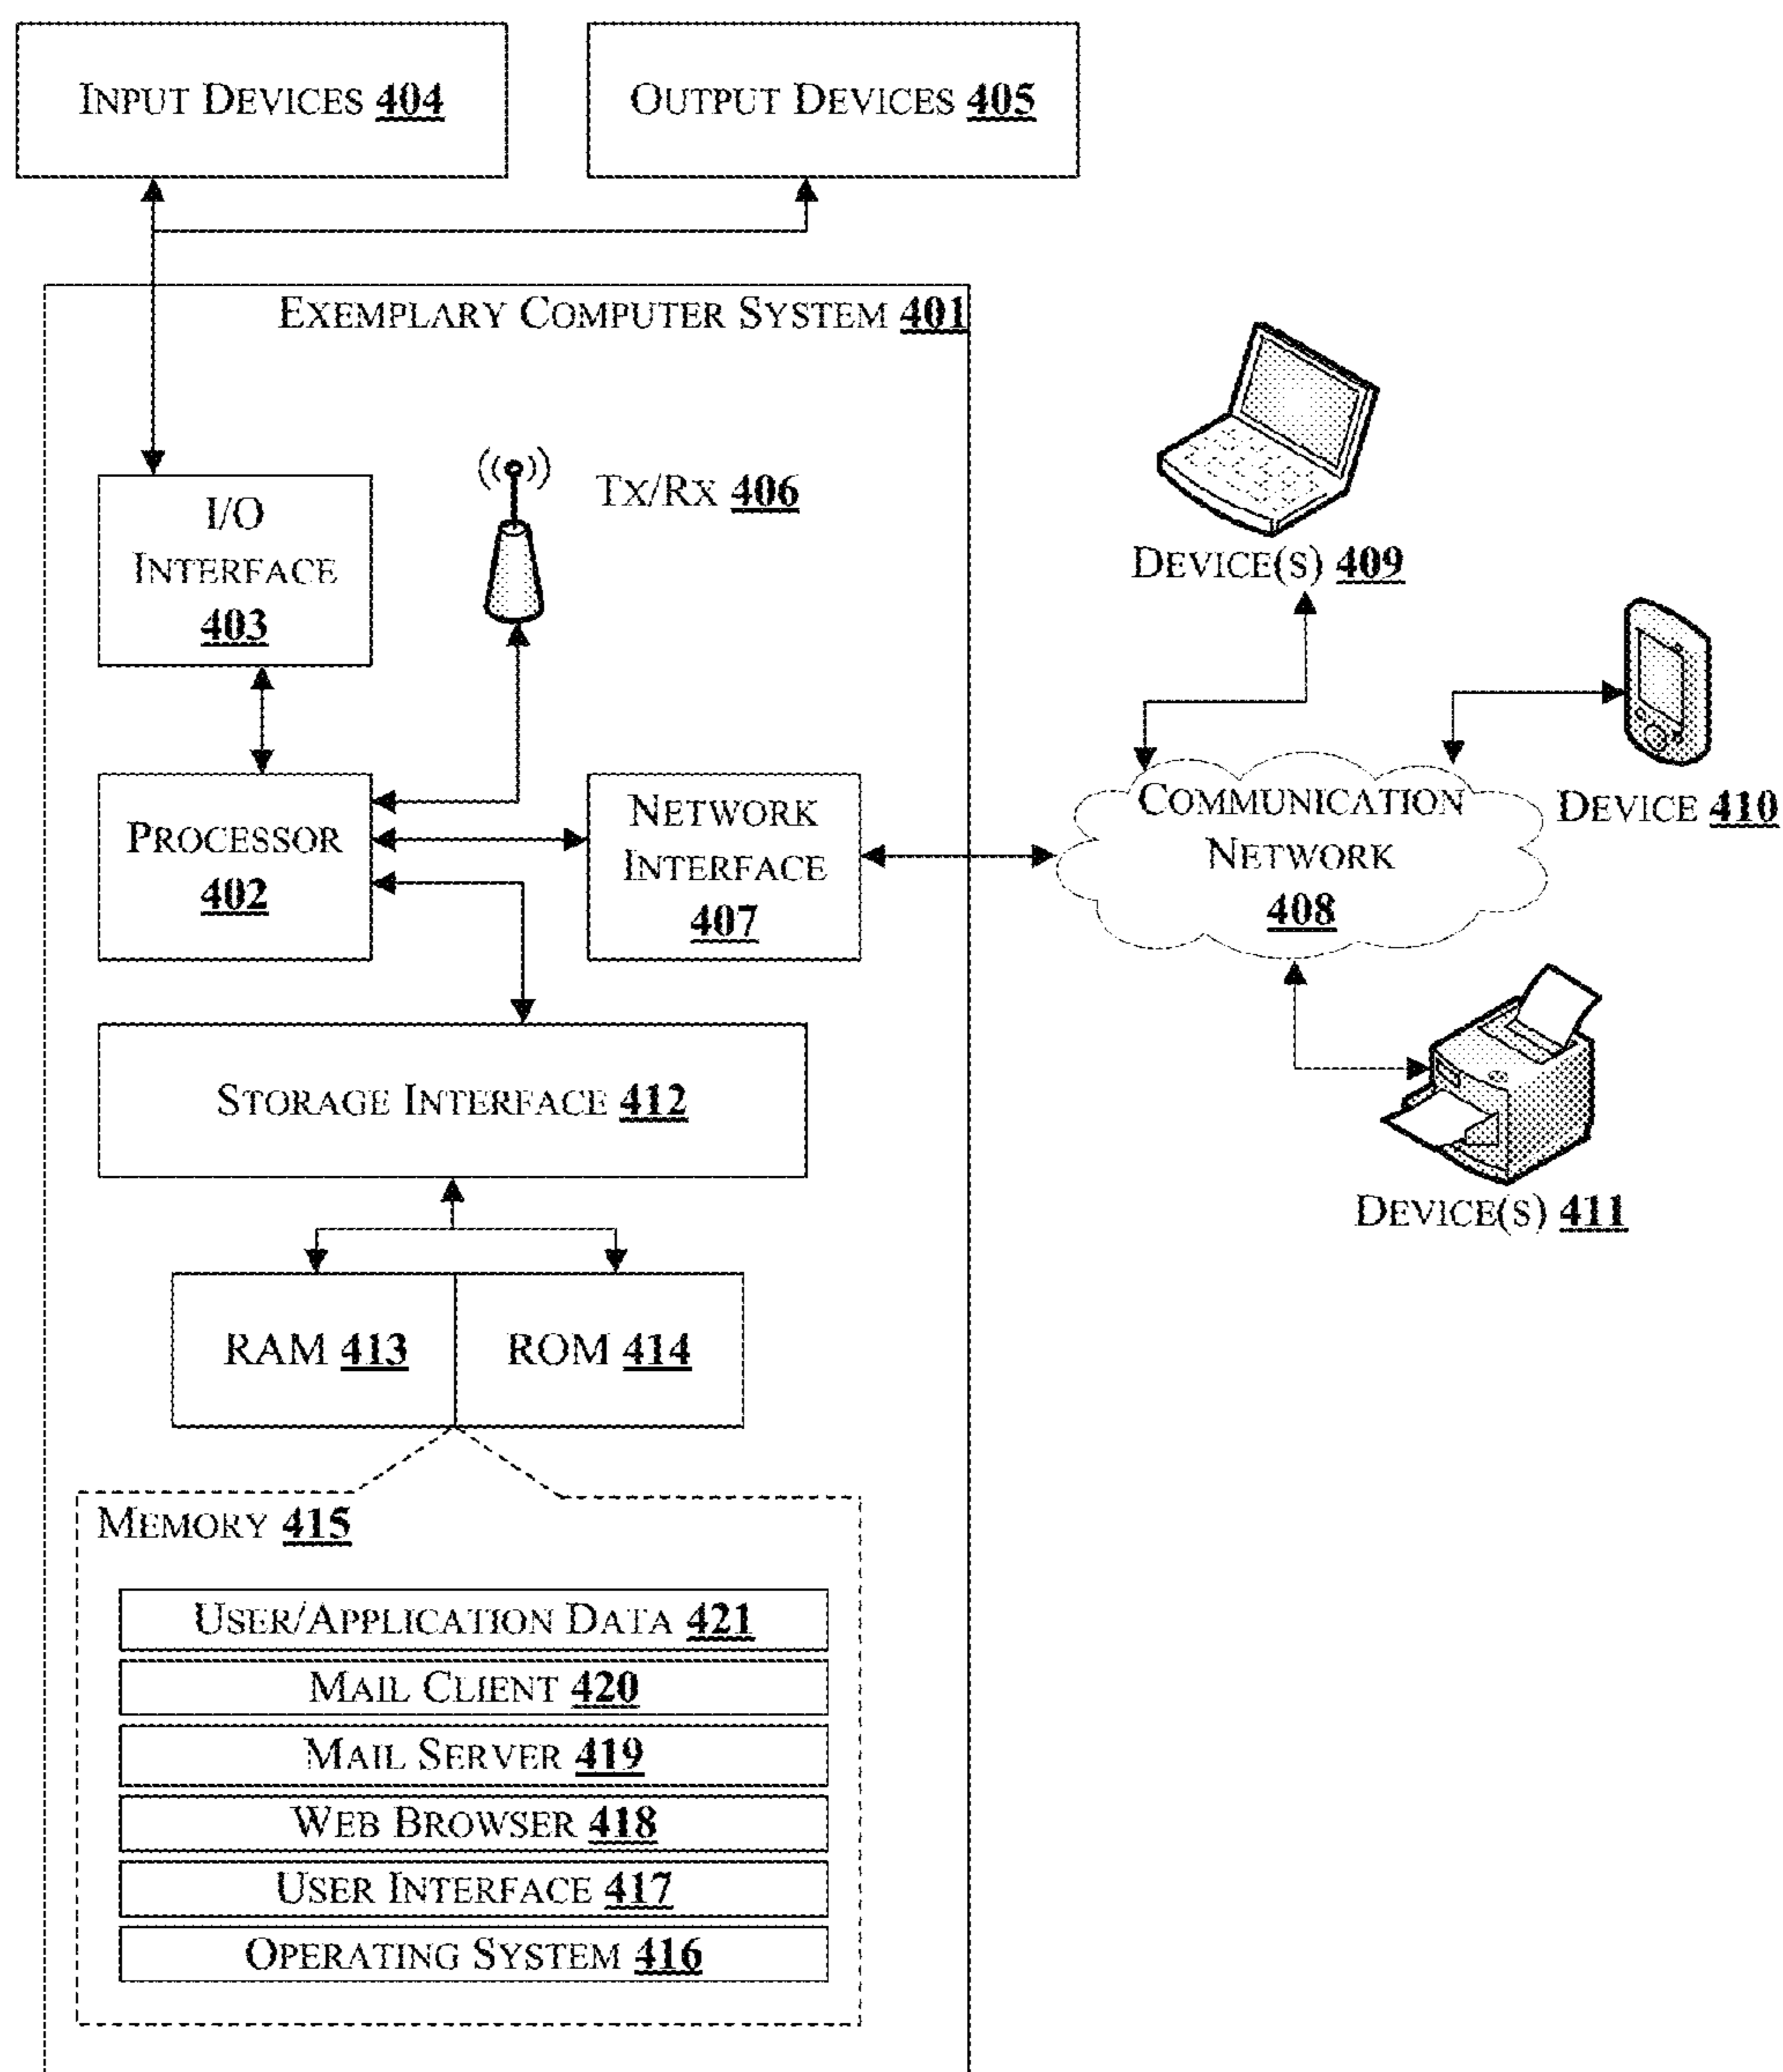 INPUT DEVICES 404
OUTPUT DEVICES 405
EXEMPLARY COMPUTER SYSTEM 401
I/O
INTERFACE
403
TX/RX 406
DEVICE(S) 409
PROCESSOR
402
NETWORK
INTERFACE
407
COMMUNICATION
NETWORK
408
DEVICE 410
STORAGE INTERFACE 412
DEVICE(S) 411
RAM 413
ROM 414
MEMORY 415
USER/APPLICATION DATA 421
MAIL CLIENT 420
MAIL SERVER 419
WEB BROWSER 418
USER INTERFACE 417
OPERATING SYSTEM 416